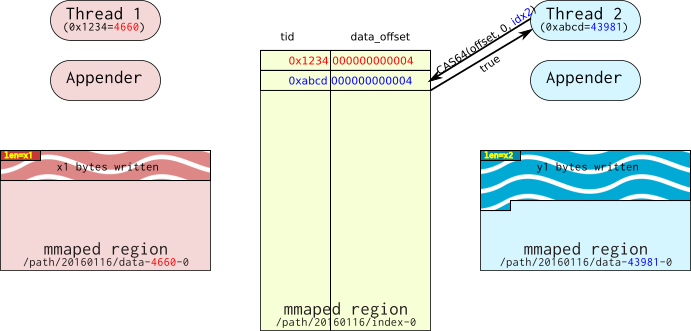 Thread 1
(0x1234=4660)
Appender
tid data_offset
0x1234 000000000004
0xabcd 000000000004
CAS64(offset, 0, idx2)
true
Thread 2
(0xabcd=43981)
Appender
len=x1
x1 bytes written
mmaped region
/path/20160116/data-4660-0
mmaped region
/path/20160116/index-0
len=x2
y1 bytes written
mmaped region
/path/20160116/data-43981-0